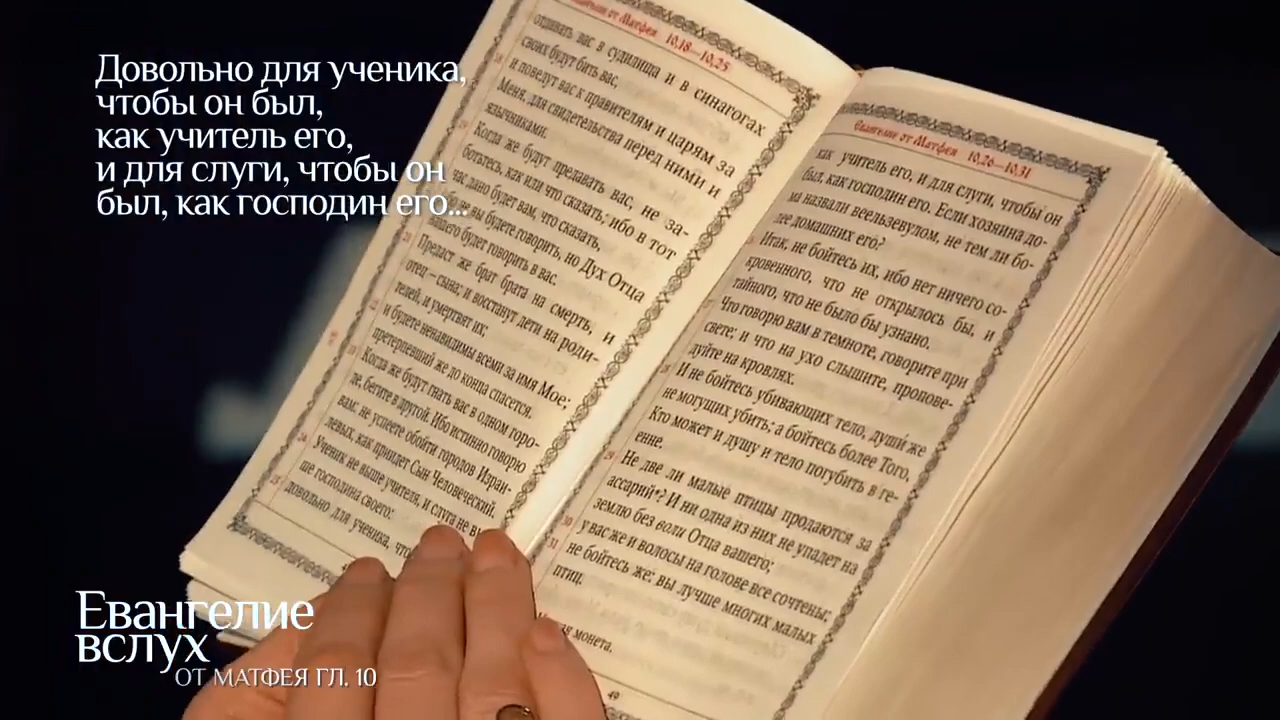 Довольно для ученика,
чтобы он был,
как учитель его,
и для слуги, чтобы он
был, как господин его...
от Матфея 10,18—10,25
отдавать вас в судилища и в синагогах
своих будут бить вас,
18 и поведут вас к правителям и царям за
Меня, для свидетельства перед ними и
язычниками.
19 Когда же будут предавать вас, не за-
ботьтесь, как или что сказать; ибо в тот
час дано будет вам, что сказать,
не вы будете говорить, но Дух Отца
вашего будет говорить в вас.
21 Предаст же брат брата на смерть, и
отец — сына; и восстанут дети на роди-
телей, и умертвят их;
22 и будете ненавидимы всеми за имя Мое;
претерпевший же до конца спасется.
23 Когда же будут гнать вас в одном горо-
де, бегите в другой. Ибо истинно говорю
вам: не успеете обойти городов Израи-
левых, как приидет Сын Человеческий.
24 Ученик не выше учителя, и слуга не вы-
ше господина своего:
25 довольно для ученика, что
Евангелие от Матфея 10,26—10,31
как учитель его, и для слуги, чтобы он
был, как господин его. Если хозяина до-
ма назвали веельзевулом, не тем ли бо-
лее домашних его?
Итак, не бойтесь их, ибо нет ничего со-
кровенного, что не открылось бы, и
тайного, что не было бы узнано.
Что говорю вам в темноте, говорите при
свете; и что на ухо слышите, пропове-
дуйте на кровлях.
И не бойтесь убивающих тело, души же
не могущих убить; а бойтесь более Того,
Кто может и душу и тело погубить в ге-
енне.
29 Не две ли малые птицы продаются за
ассарий*? И ни одна из них не упадет на
землю без воли Отца вашего;
30 у вас же и волосы на голове все сочтены;
31 не бойтесь же: вы лучше многих малых
птиц.
монета.
49
Евангелие
вслух
ОТ МАТФЕЯ ГЛ. 10